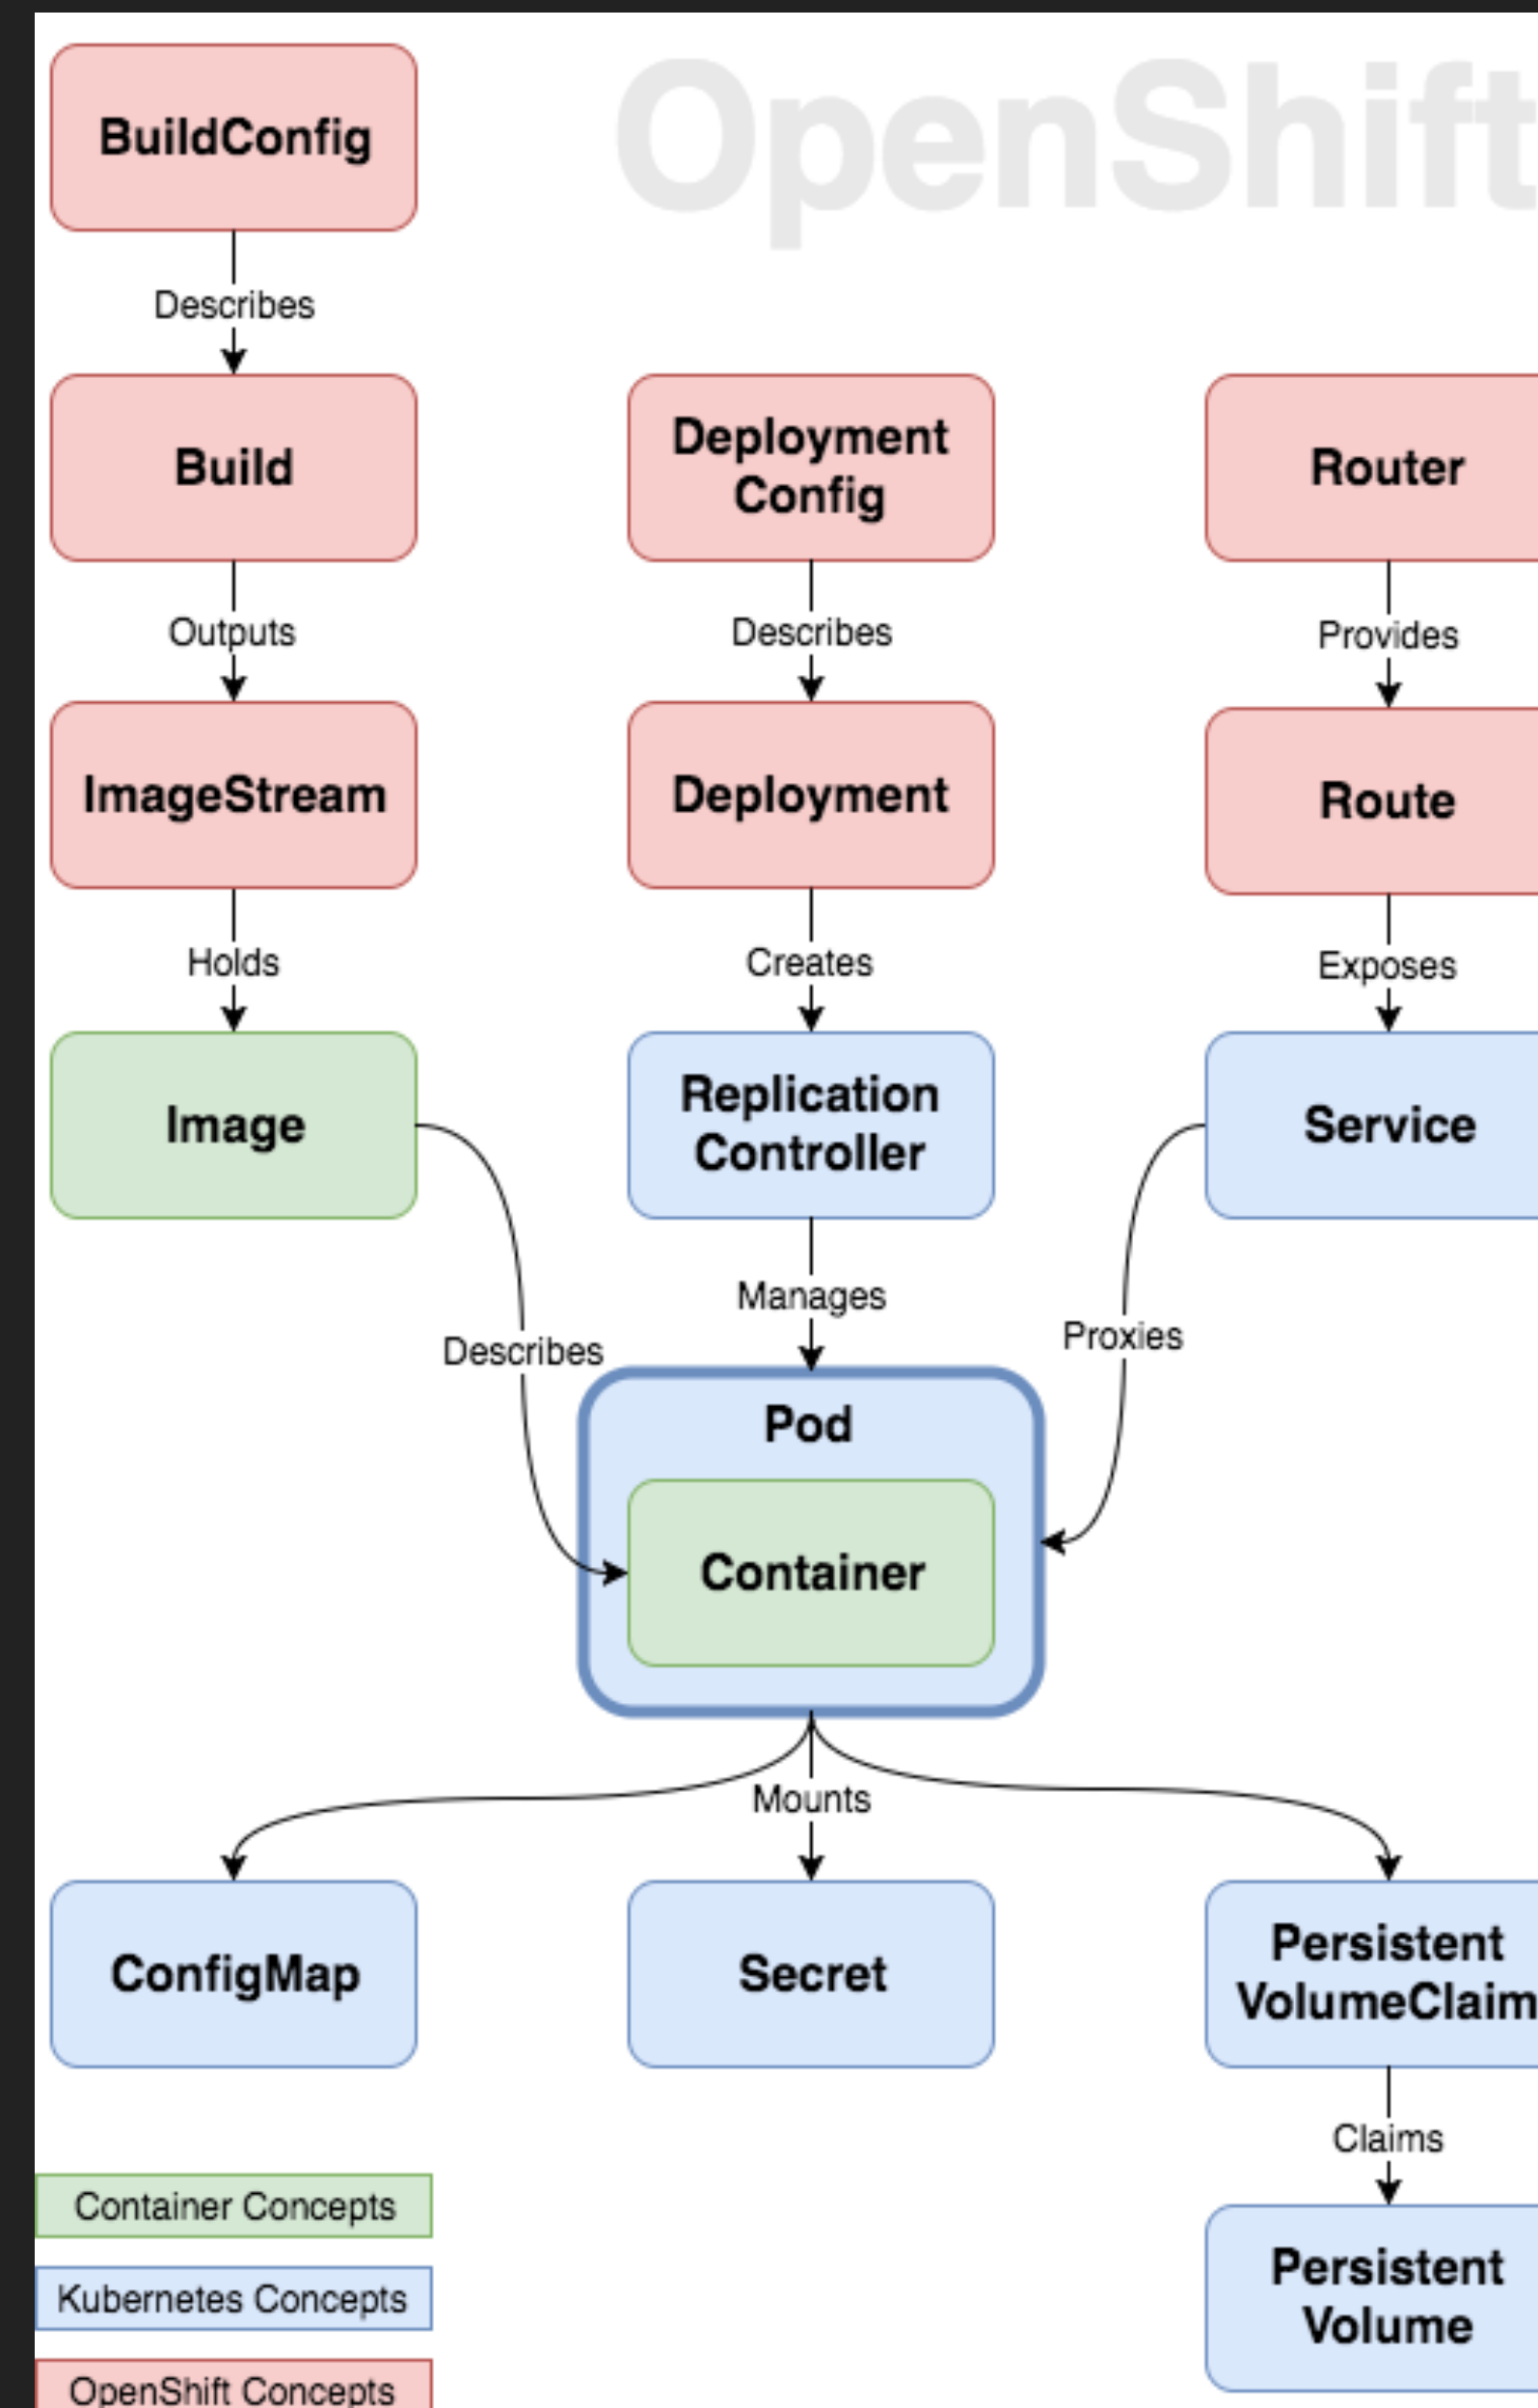 OpenShift
BuildConfig
Describes
Build
Deployment
Config
Router
Outputs
Describes
Provides
ImageStream
Deployment
Route
Holds
Creates
Exposes
Image
Replication
Controller
Service
Manages
Describes
Proxies
Pod
Container
Mounts
ConfigMap
Secret
Persistent
VolumeClaim
Claims
Container Concepts
Kubernetes Concepts
OpenShift Concepts
Persistent
Volume